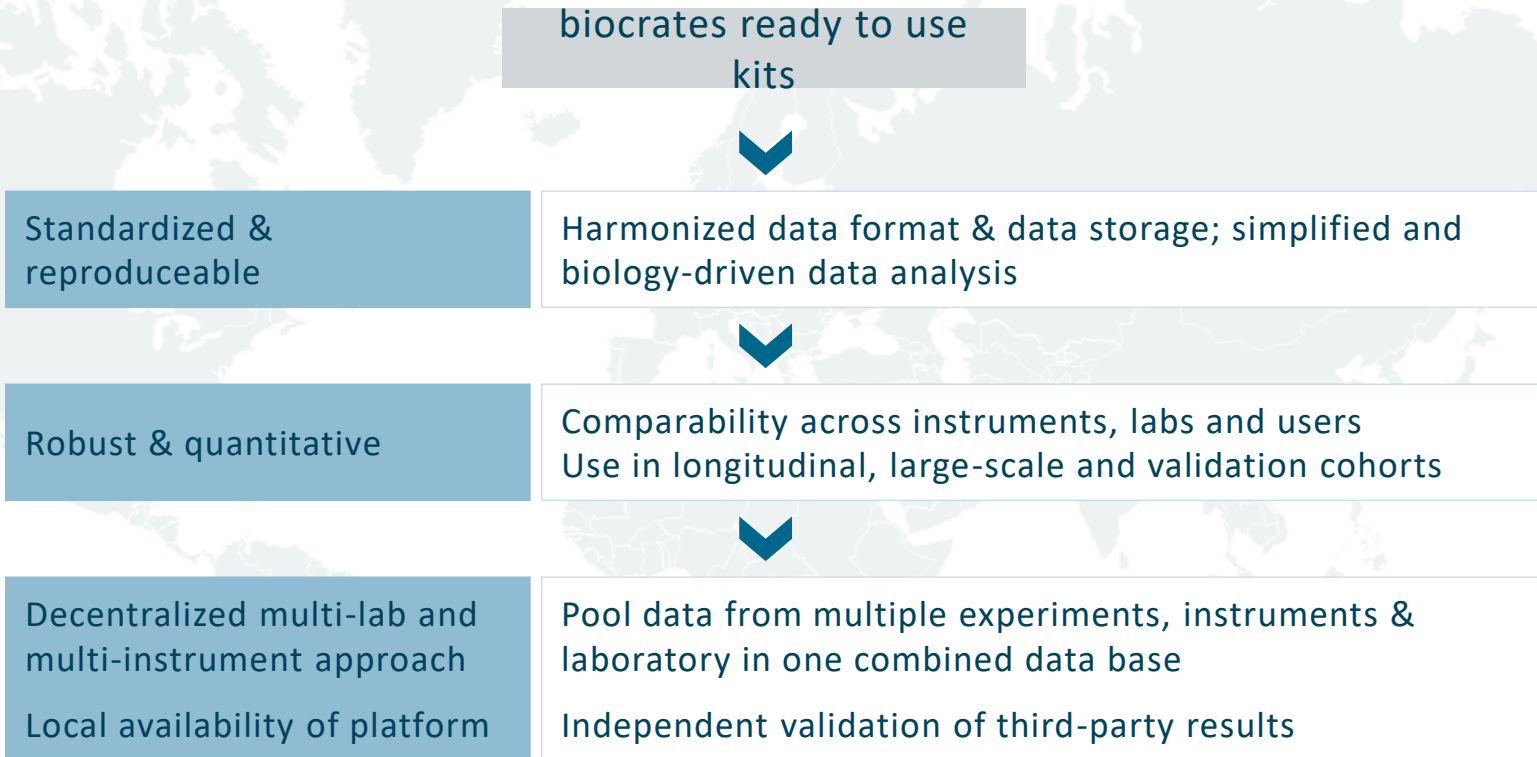 biocrates ready to use
kits
Standardized &
reproduceable
Harmonized data format & data storage; simplified and
biology-driven data analysis
Robust & quantitative
Comparability across instruments, labs and users
Use in longitudinal, large-scale and validation cohorts
Decentralized multi-lab and
multi-instrument approach
Local availability of platform
Pool data from multiple experiments, instruments &
laboratory in one combined data base
Independent validation of third-party results